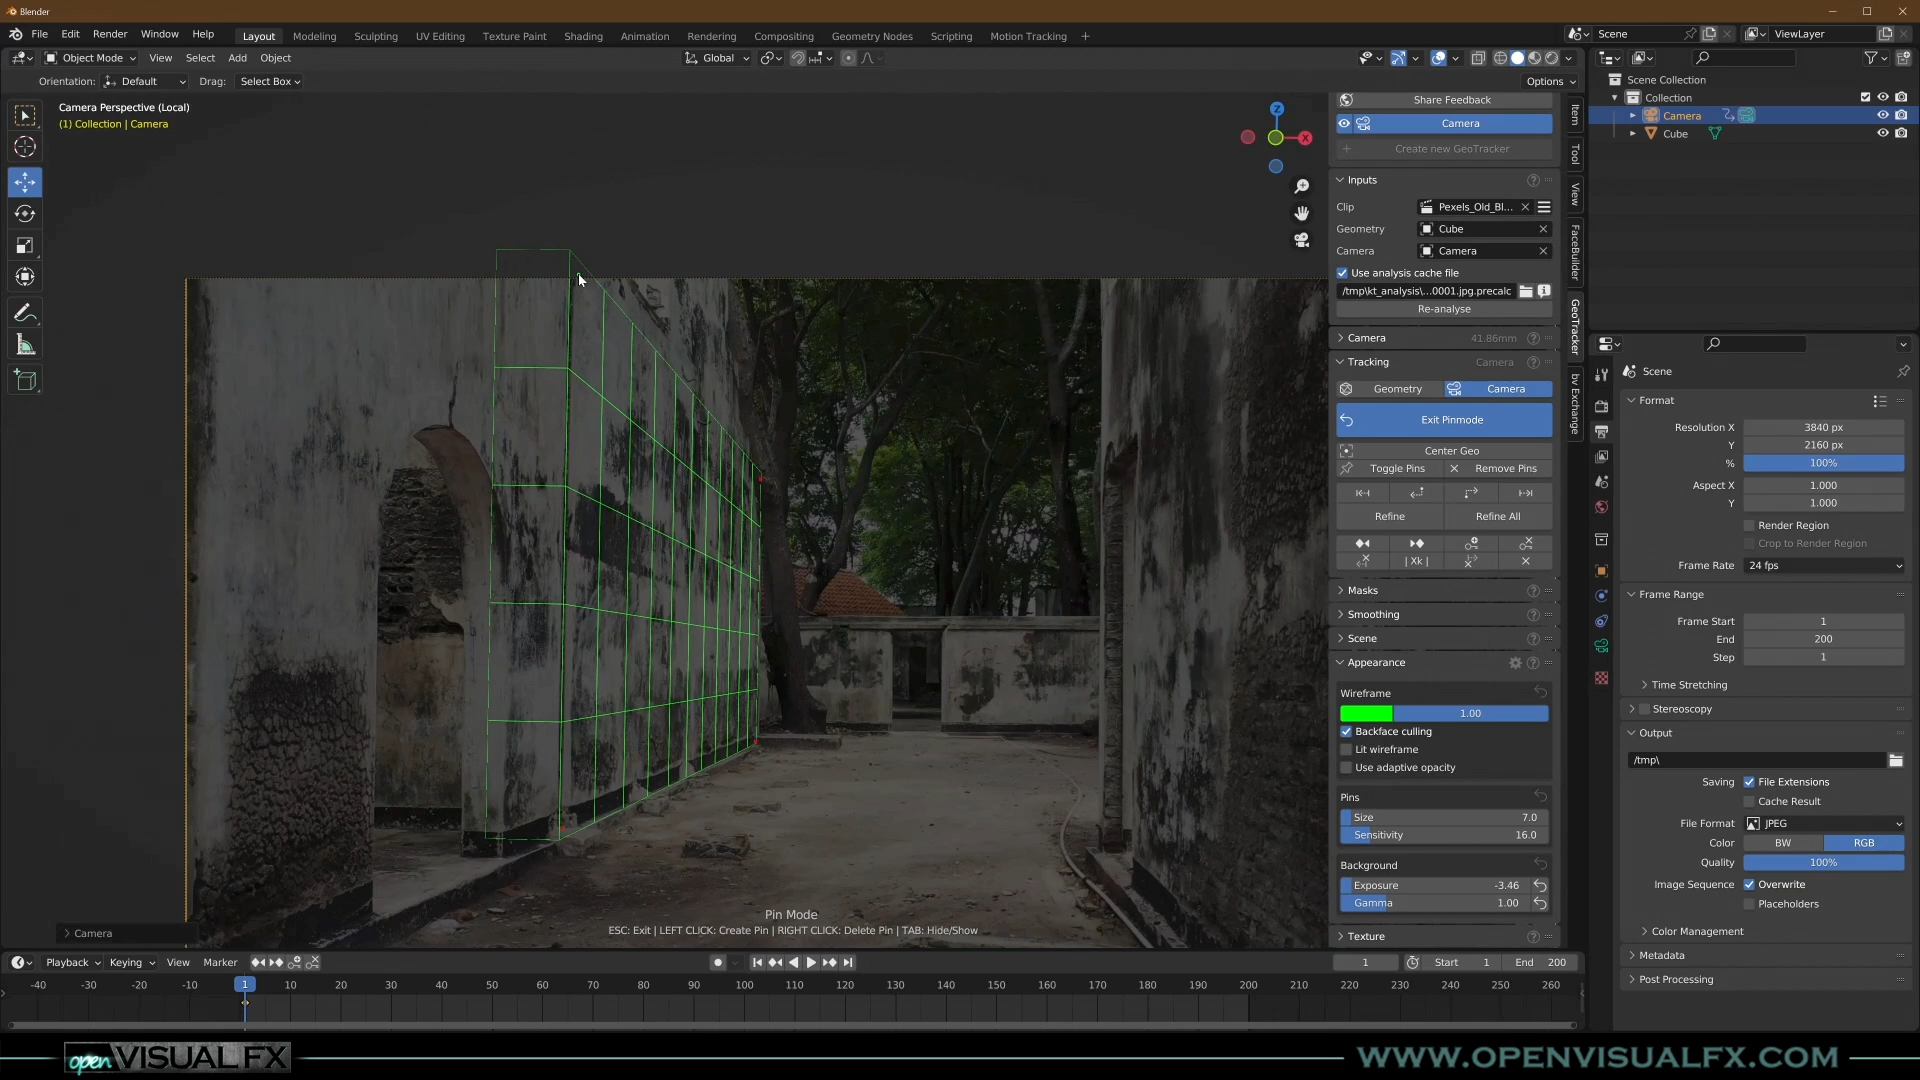 Blender
File Edit Render Window Help
Layout Modeling Sculpting UV Editing Texture Paint Shading Animation Rendering Compositing Geometry Nodes Scripting Motion Tracking +
Scene
ViewLayer
Object Mode View Select Add Object
Global
Orientation: Default Drag: Select Box
Options
Camera Perspective (Local)
(1) Collection | Camera
Z
X
Share Feedback
Camera
Create new GeoTracker
Inputs
Clip Pexels_Old_Bl...
Geometry Cube
Camera Camera
Use analysis cache file
/tmp\kt_analysis\...0001.jpg.precalc
Re-analyse
Camera 41.86mm
Tracking Camera
Geometry Camera
Exit Pinmode
Center Geo
Toggle Pins Remove Pins
Refine Refine All
| Xk |
Masks
Smoothing
Scene
Appearance
Wireframe
1.00
Backface culling
Lit wireframe
Use adaptive opacity
Pins
Size 7.0
Sensitivity 16.0
Background
Exposure -3.46
Gamma 1.00
Texture
Item
Tool
View
FaceBuilder
GeoTracker
bv Exchange
Scene Collection
Collection
Camera
Cube
Scene
Format
Resolution X 3840 px
Y 2160 px
% 100%
Aspect X 1.000
Y 1.000
Render Region
Crop to Render Region
Frame Rate 24 fps
Frame Range
Frame Start 1
End 200
Step 1
Time Stretching
Stereoscopy
Output
/tmp\
Saving File Extensions
Cache Result
File Format JPEG
Color BW RGB
Quality 100%
Image Sequence Overwrite
Placeholders
Color Management
Metadata
Post Processing
Camera
Pin Mode
ESC: Exit | LEFT CLICK: Create Pin | RIGHT CLICK: Delete Pin | TAB: Hide/Show
Playback Keying View Marker
1 Start 1 End 200
-40 -30 -20 -10 1 10 20 30 40 50 60 70 80 90 100 110 120 130 140 150 160 170 180 190 200 210 220 230 240 250 260
open VISUALFX
WWW.OPENVISUALFX.COM